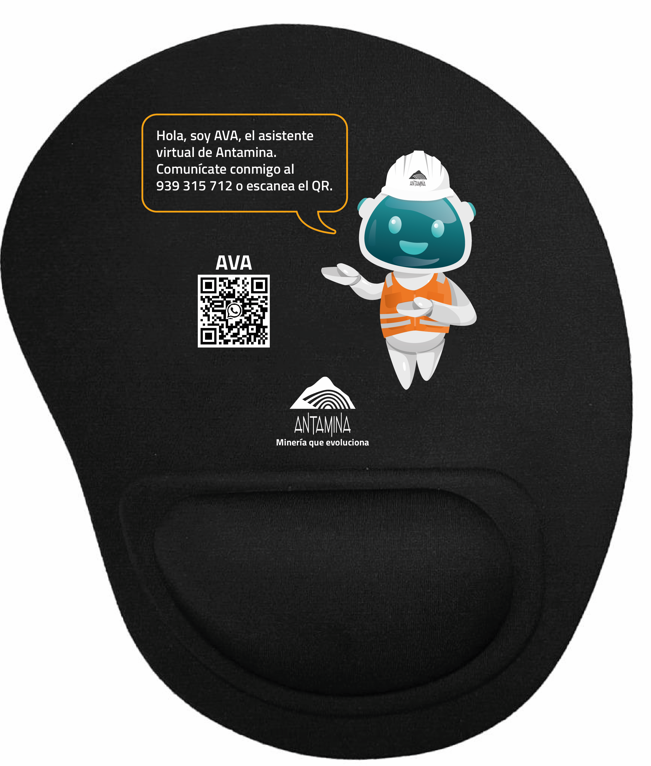 Hola, soy AVA, el asistente
virtual de Antamina.
Comunícate conmigo al
939 315 712 o escanea el QR.
ANTAMINA
AVA
ANTAMINA
Minería que evoluciona